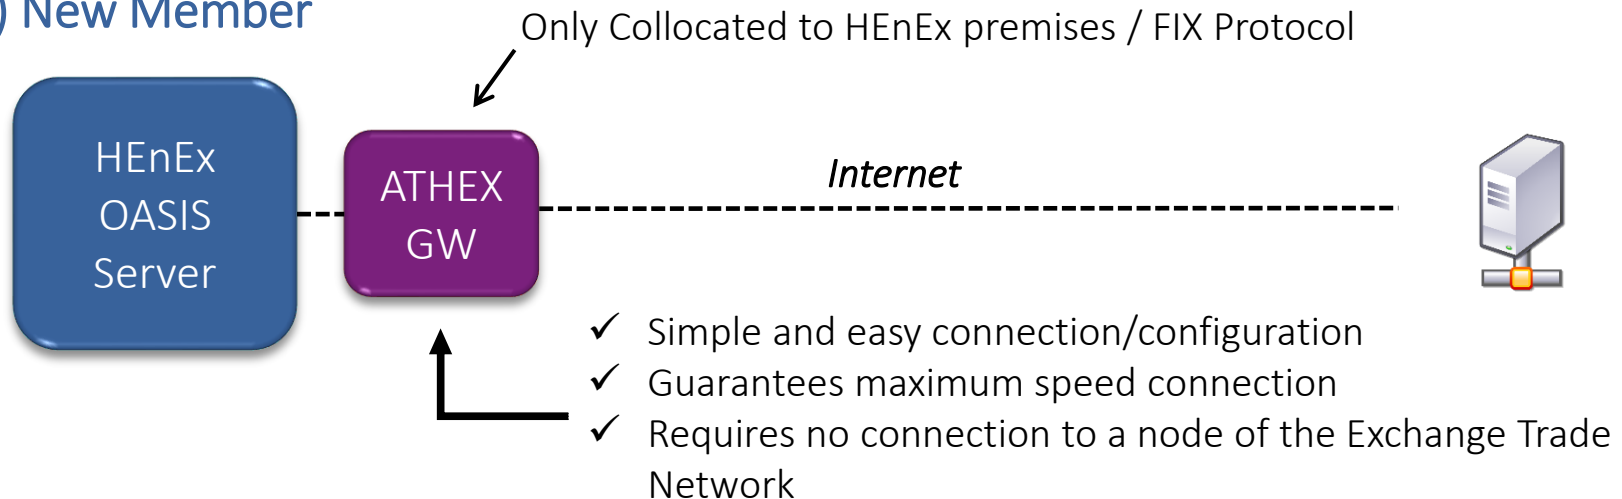 ) New Member
Only Collocated to HEnEx premises / FIX Protocol
HEnEx
OASIS
Server
ATHEX
GW
Internet
✓ Simple and easy connection/configuration
✓ Guarantees maximum speed connection
✓ Requires no connection to a node of the Exchange Trade
Network